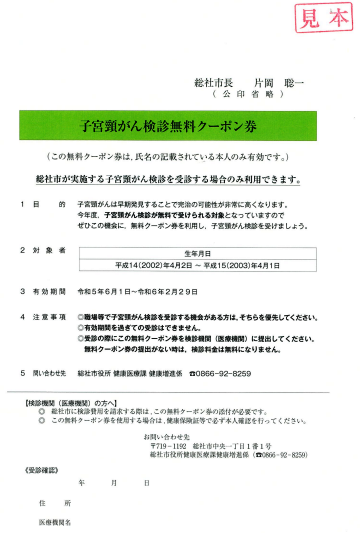 見本
総社市長　片岡　聡一
（公印省略）
子宮頸がん検診無料クーポン券
（この無料クーポン券は、氏名の記載されている本人のみ有効です。）
総社市が実施する子宮頸がん検診を受診する場合のみ利用できます。
1　目　的　子宮頸がんは早期発見することで完治の可能性が非常に高くなります。
今年度、子宮頸がん検診が無料で受けられる対象となっていますので
ぜひこの機会に、無料クーポン券を利用し、子宮頸がん検診を受けましょう。
2　対　象　者　生年月日
平成14（2002）年4月2日 ～ 平成15（2003）年4月1日
3　有効期間　令和5年6月1日～令和6年2月29日
4　注意事項　◎職場等で子宮頸がん検診を受診する機会がある方は、そちらを優先してください。
◎有効期間を過ぎての受診はできません。
◎受診の際にこの無料クーポン券を検診機関（医療機関）に提出してください。
無料クーポン券の提出がない時は、検診料金は無料になりません。
5　問い合わせ先　総社市役所 健康医療課 健康増進係　☎0866-92-8259
【検診機関（医療機関）の方へ】
◎　総社市に検診費用を請求する際は、この無料クーポン券の添付が必要です。
◎　この無料クーポン券を使用する場合は、健康保険証等で必ず本人確認を行ってください。
お問い合わせ先
〒719-1192　総社市中央一丁目1番1号
総社市役所健康医療課健康増進係（☎0866-92-8259）
《受診確認》
年　月　日
住　所
医療機関名